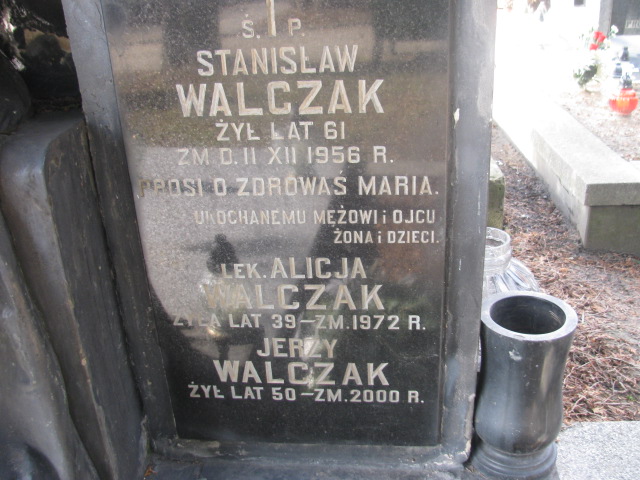 Ś. P.
STANISŁAW
WALCZAK
ŻYŁ LAT 61
ZM D. 11 XII 1956 R.
PROSI O ZDROWAŚ MARIA.
UKOCHANEMU MĘŻOWI i OJCU
ŻONA i DZIECI.
LEK. ALICJA
WALCZAK
ŻYŁA LAT 39 – ZM. 1972 R.
JERZY
WALCZAK
ŻYŁ LAT 50 – ZM. 2000 R.